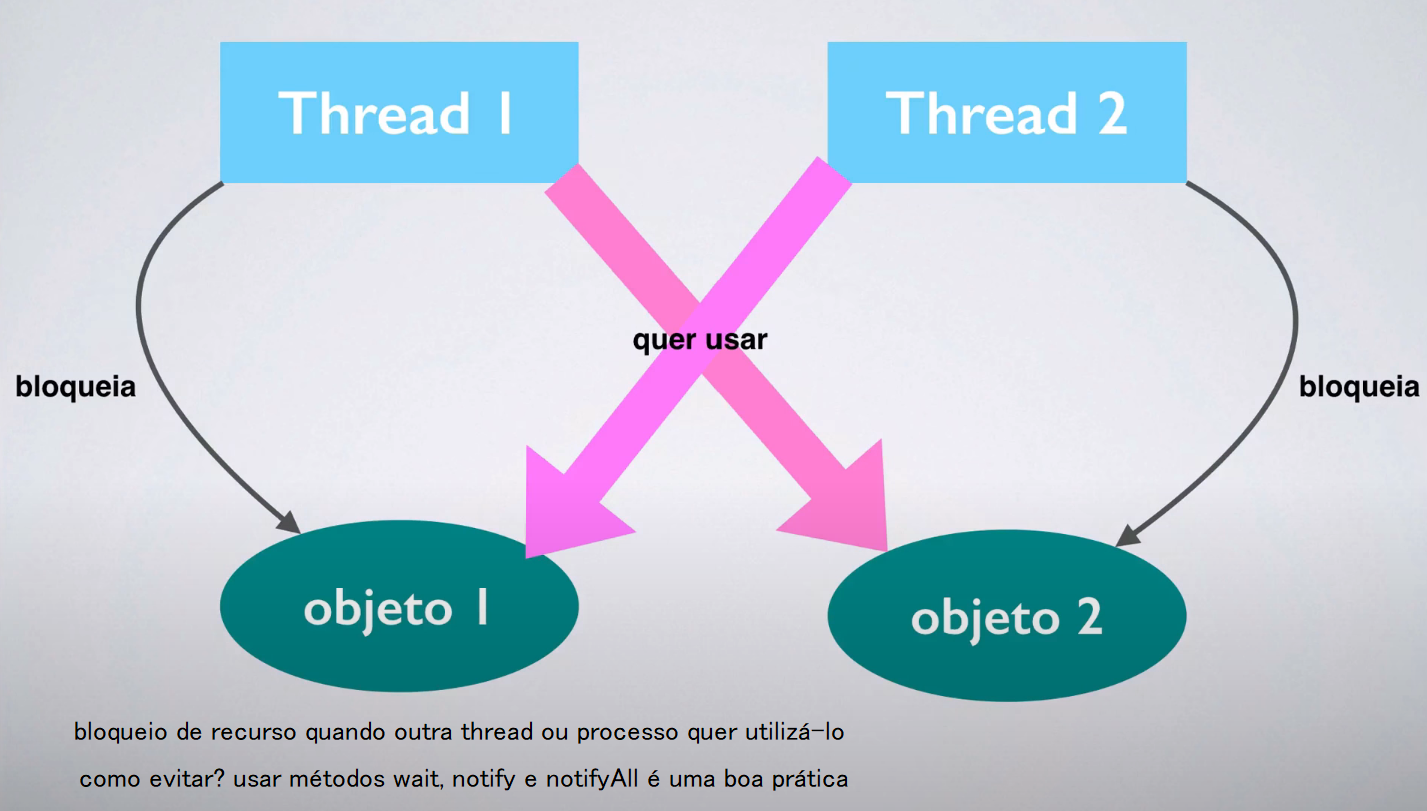 Thread 1
Thread 2
quer usar
bloqueia
bloqueia
objeto 1
objeto 2
bloqueio de recurso quando outra thread ou processo quer utilizá-lo
como evitar? usar métodos wait, notify e notifyAll é uma boa prática